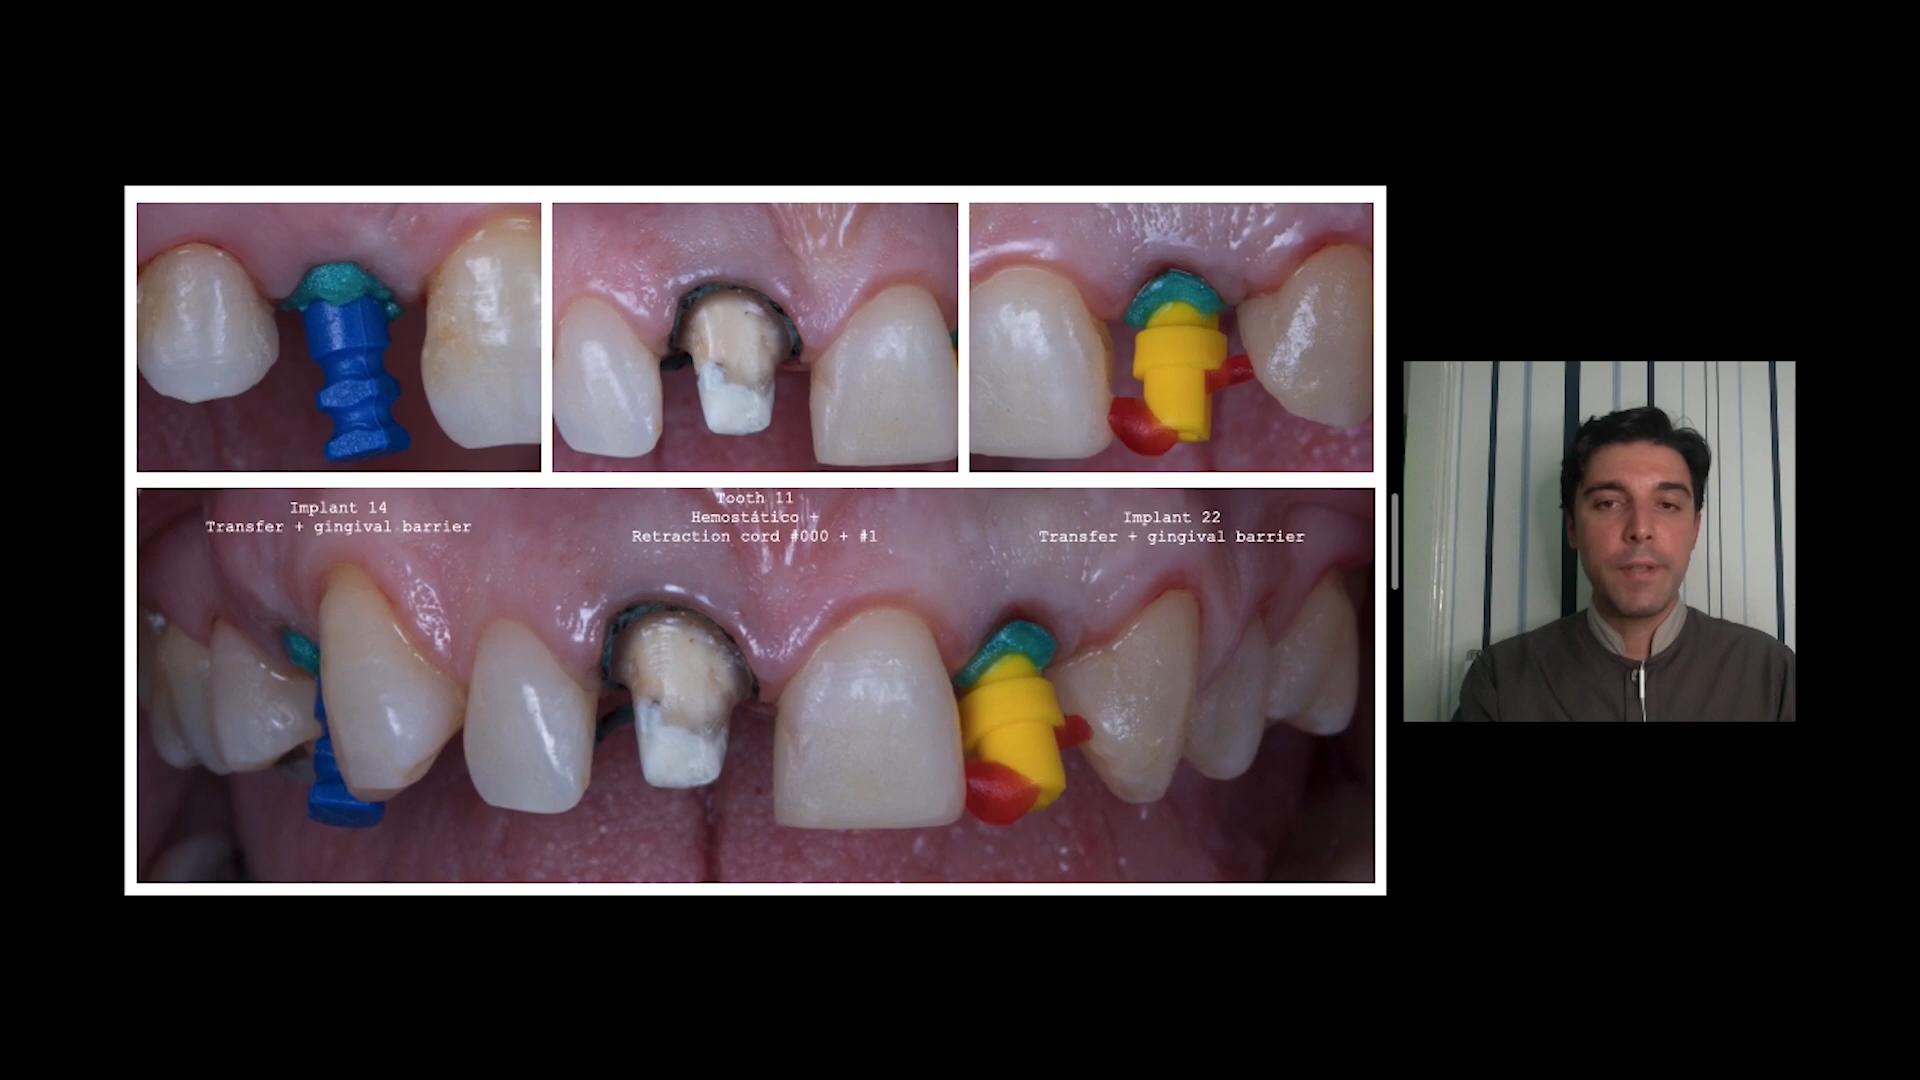 Implant 14
Transfer + gingival barrier
Tooth 11
Hemostático +
Retraction cord #000 + #1
Implant 22
Transfer + gingival barrier